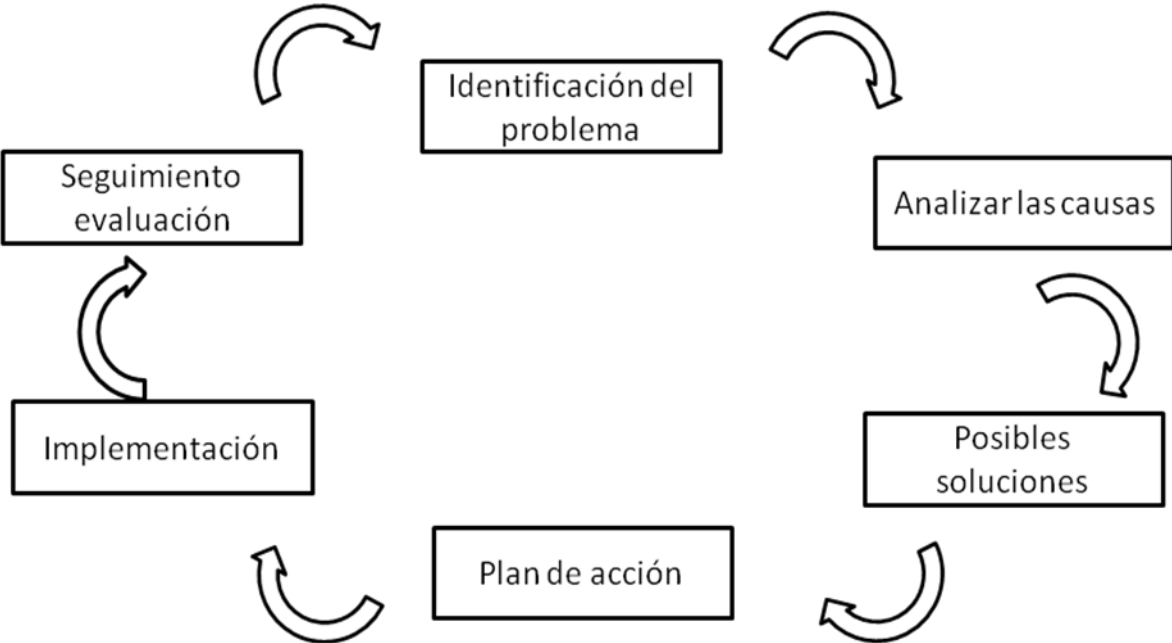 Identificación del
problema
Analizar las causas
Posibles
soluciones
Plan de acción
Implementación
Seguimiento
evaluación